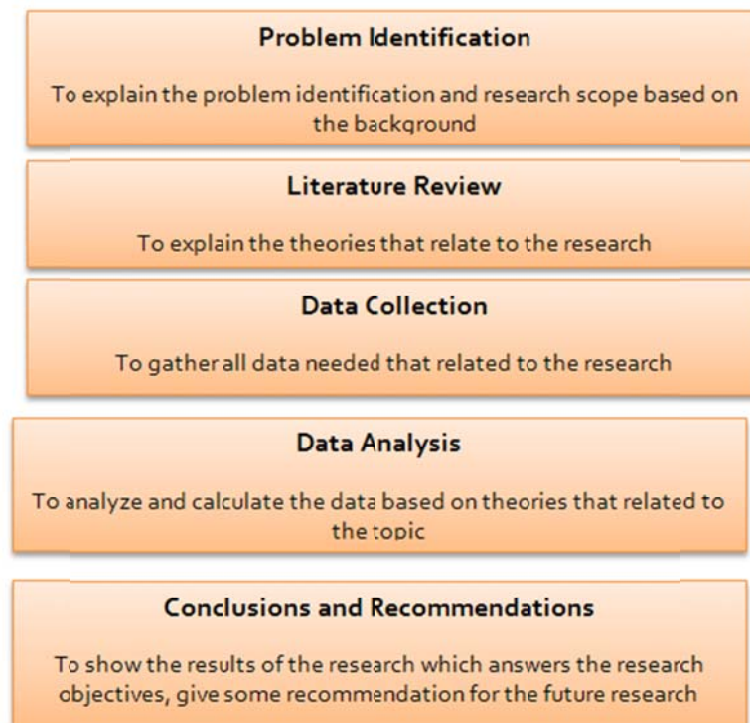 Problem Identification
To explain the problem identification and research scope based on
the background
Literature Review
To explain the theories that relate to the research
Data Collection
To gather all data needed that related to the research
Data Analysis
To analyze and calculate the data based on theories that related to
the topic
Conclusions and Recommendations
To show the results of the research which answers the research
objectives, give some recommendation for the future research